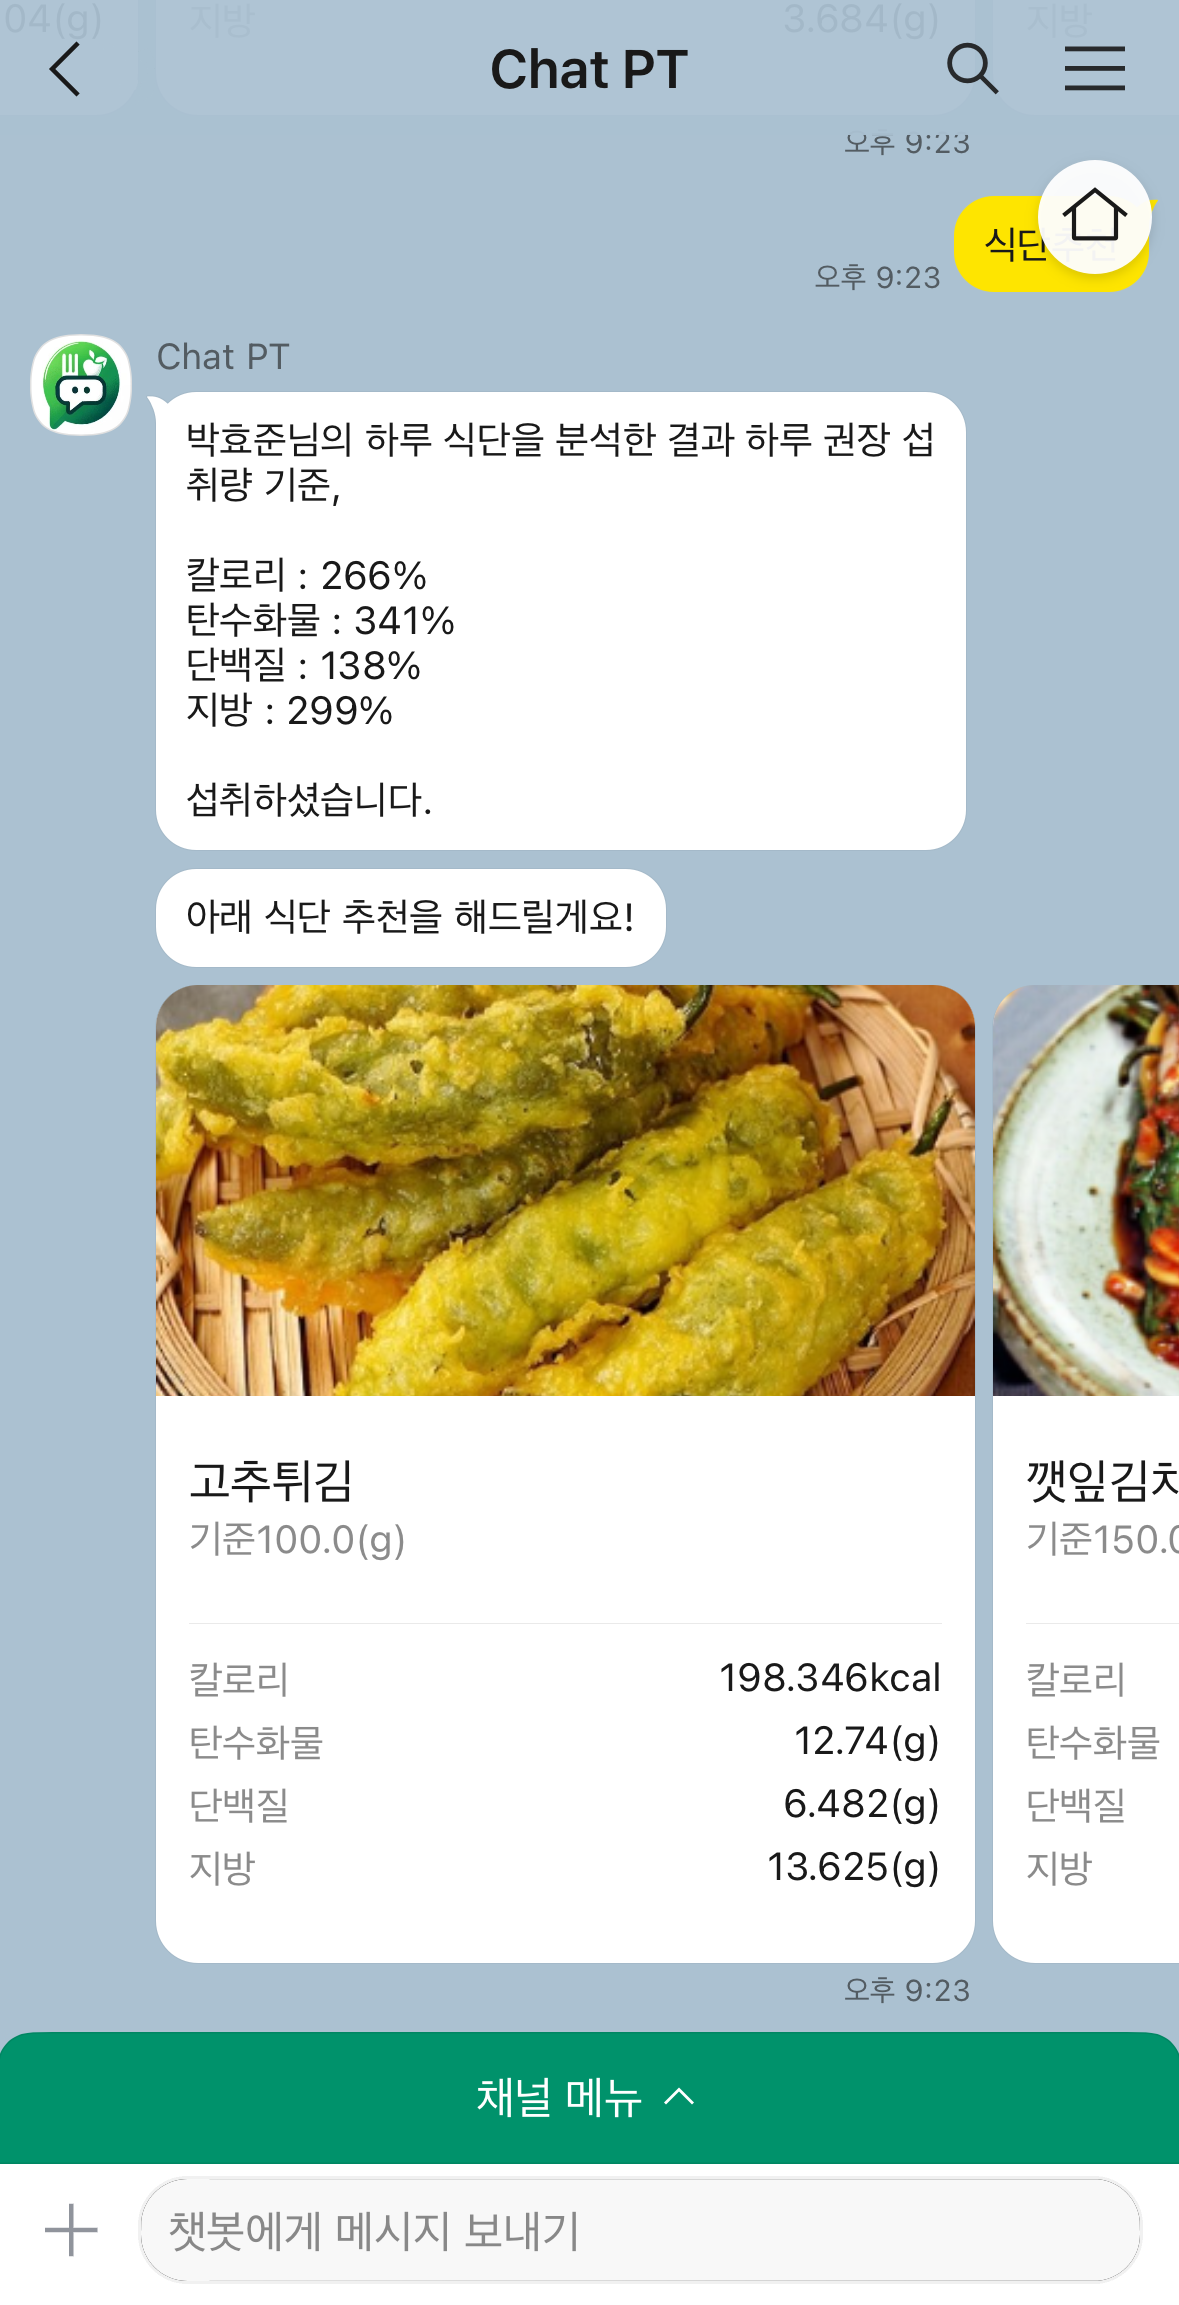 04(g)
지방
3.684(g)
지방
Chat PT
오후 9:23
식단추천
오후 9:23
Chat PT
박효준님의 하루 식단을 분석한 결과 하루 권장 섭
취량 기준,
칼로리 : 266%
탄수화물 : 341%
단백질 : 138%
지방 : 299%
섭취하셨습니다.
아래 식단 추천을 해드릴게요!
고추튀김
기준100.0(g)
칼로리
198.346kcal
탄수화물
12.74(g)
단백질
6.482(g)
지방
13.625(g)
깻잎김치
기준150.0
칼로리
탄수화물
단백질
지방
오후 9:23
채널 메뉴
챗봇에게 메시지 보내기